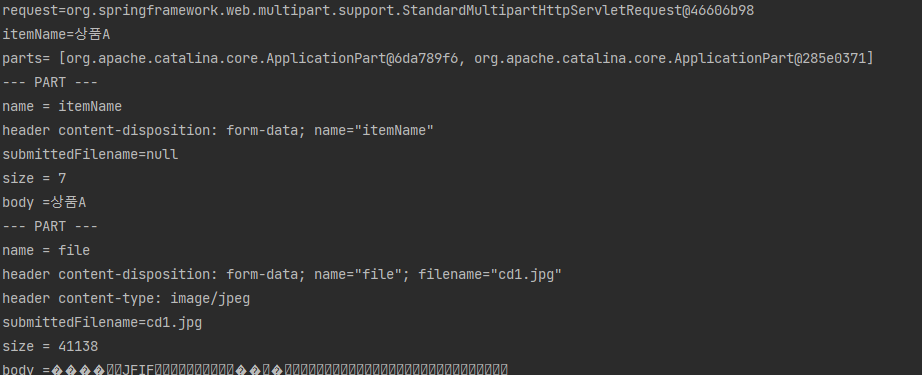 request=org.springframework.web.multipart.support.StandardMultipartHttpServletRequest@46606b98
itemName=상품A
parts= [org.apache.catalina.core.ApplicationPart@6da789f6, org.apache.catalina.core.ApplicationPart@285e0371]
--- PART ---
name = itemName
header content-disposition: form-data; name="itemName"
submittedFilename=null
size = 7
body =상품A
--- PART ---
name = file
header content-disposition: form-data; name="file"; filename="cd1.jpg"
header content-type: image/jpeg
submittedFilename=cd1.jpg
size = 41138
body =����JFIF���